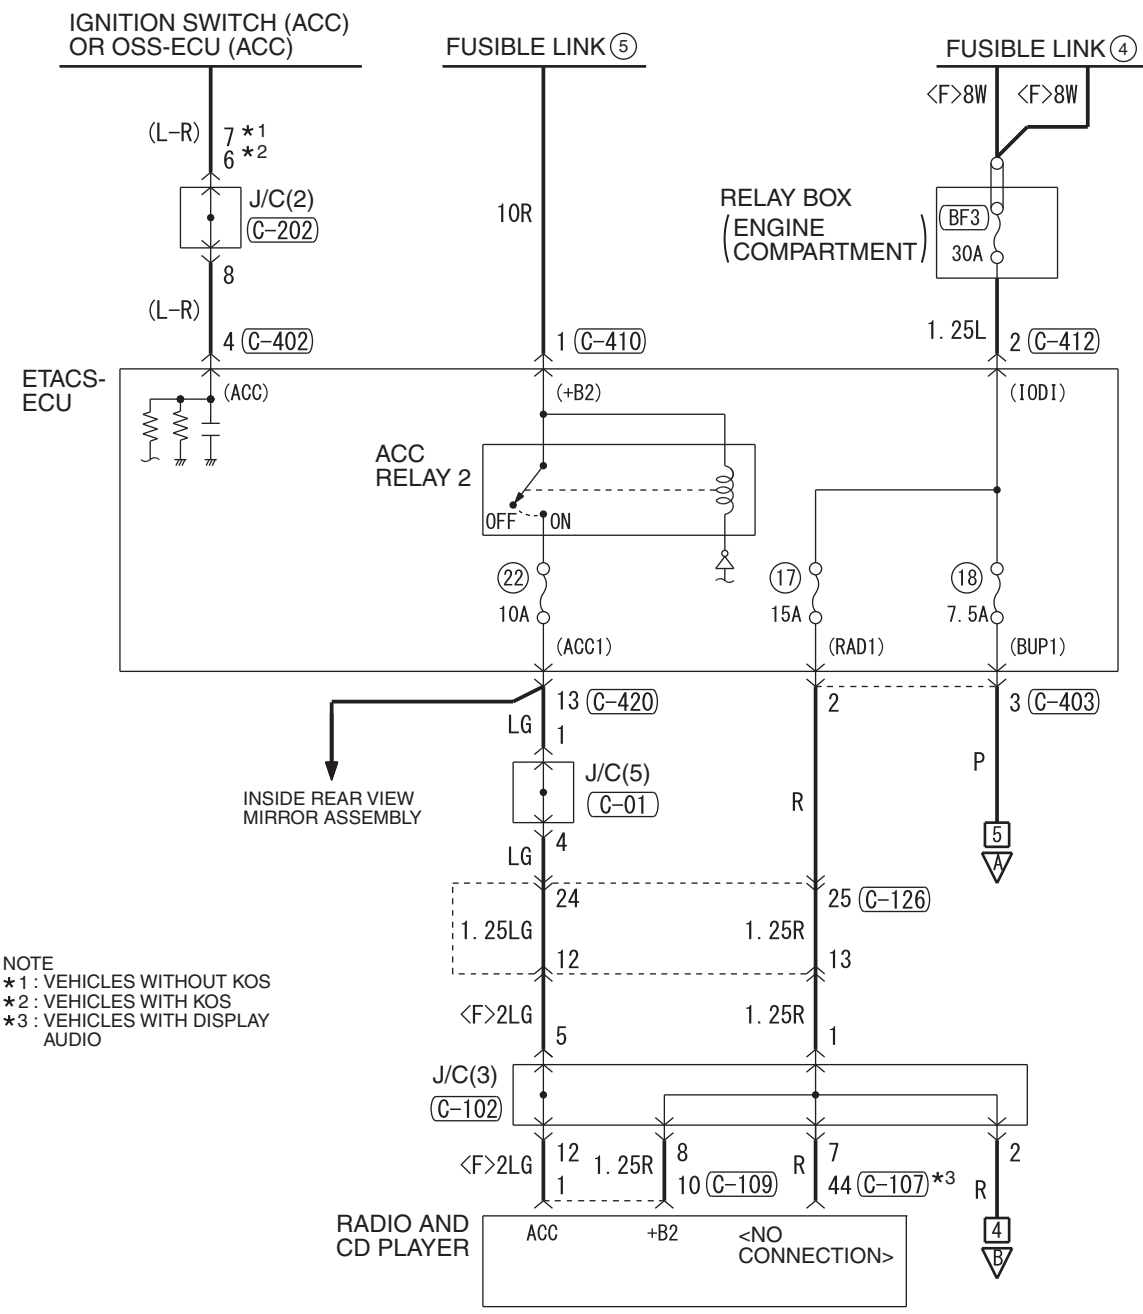 IGNITION SWITCH (ACC)
OR OSS-ECU (ACC)
FUSIBLE LINK 5
FUSIBLE LINK 4
<F>8W
<F>8W
(L-R)
7 *1
6 *2
J/C(2)
C-202
8
(L-R)
4 C-402
10R
1 C-410
RELAY BOX
(ENGINE
COMPARTMENT)
BF3
30A
1.25L
2 C-412
ETACS-
ECU
(ACC)
(+B2)
(IOD1)
ACC
RELAY 2
OFF
ON
22
10A
17
15A
18
7.5A
(ACC1)
(RAD1)
(BUP1)
13 C-420
2
3 C-403
LG
1
P
J/C(5)
C-01
INSIDE REAR VIEW
MIRROR ASSEMBLY
R
5
A
4
LG
24
25 C-126
1.25LG
1.25R
12
13
NOTE
*1 : VEHICLES WITHOUT KOS
*2 : VEHICLES WITH KOS
*3 : VEHICLES WITH DISPLAY
AUDIO
<F>2LG
1.25R
5
1
J/C(3)
C-102
12
8
7
2
<F>2LG
1.25R
R
1
10 C-109
44 C-107 *3
R
RADIO AND
CD PLAYER
ACC
+B2
<NO
CONNECTION>
4
B